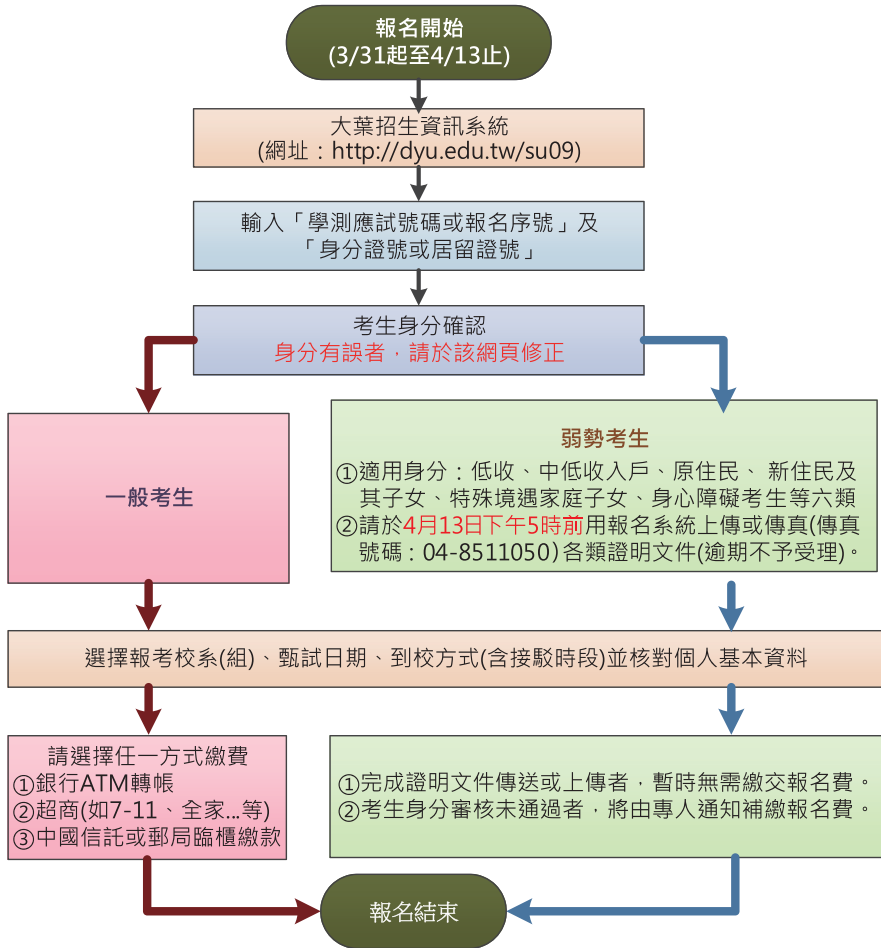 報名開始
(3/31起至4/13止)
大葉招生資訊系統
(網址：http://dyu.edu.tw/su09)
輸入「學測應試號碼或報名序號」及
「身分證號或居留證號」
考生身分確認
身分有誤者，請於該網頁修正
一般考生
弱勢考生
①適用身分：低收、中低收入戶、原住民、 新住民及
其子女、特殊境遇家庭子女、身心障礙考生等六類
②請於4月13日下午5時前用報名系統上傳或傳真(傳真
號碼：04-8511050)各類證明文件(逾期不予受理)。
選擇報考校系(組)、甄試日期、到校方式(含接駁時段)並核對個人基本資料
請選擇任一方式繳費
①銀行ATM轉帳
②超商(如7-11、全家...等)
③中國信託或郵局臨櫃繳款
①完成證明文件傳送或上傳者，暫時無需繳交報名費。
②考生身分審核未通過者，將由專人通知補繳報名費。
報名結束